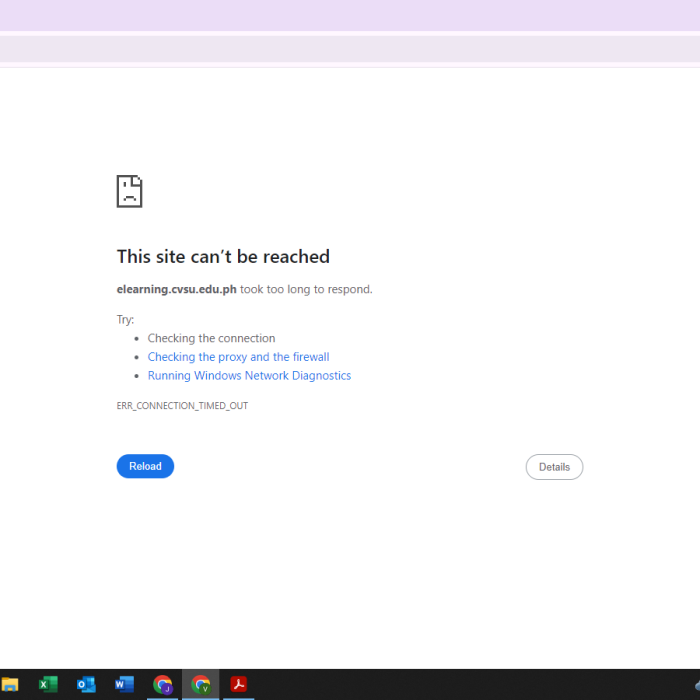 This site can't be reached
elearning.cvsu.edu.ph took too long to respond.
Try:
• Checking the connection
• Checking the proxy and the firewall
• Running Windows Network Diagnostics
ERR_CONNECTION_TIMED_OUT
Reload
Details